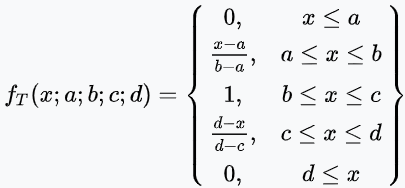 0, x ≤ a
x−a/b−a, a ≤ x ≤ b
f_T(x; a; b; c; d) = { 1, b ≤ x ≤ c }
d−x/d−c, c ≤ x ≤ d
0, d ≤ x